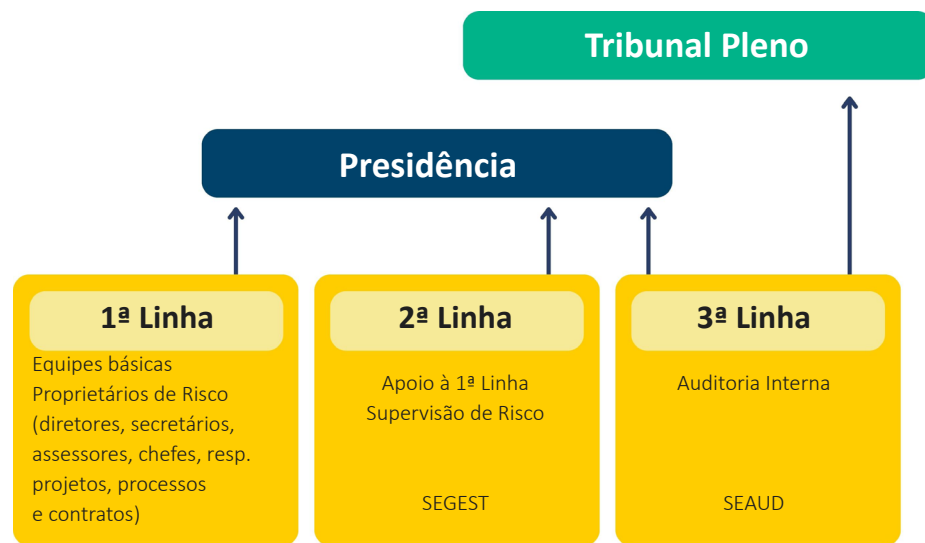 Tribunal Pleno
Presidência
1ª Linha
Equipes básicas
Proprietários de Risco
(diretores, secretários,
assessores, chefes, resp.
projetos, processos
e contratos)
2ª Linha
Apoio à 1ª Linha
Supervisão de Risco
SEGEST
3ª Linha
Auditoria Interna
SEAUD